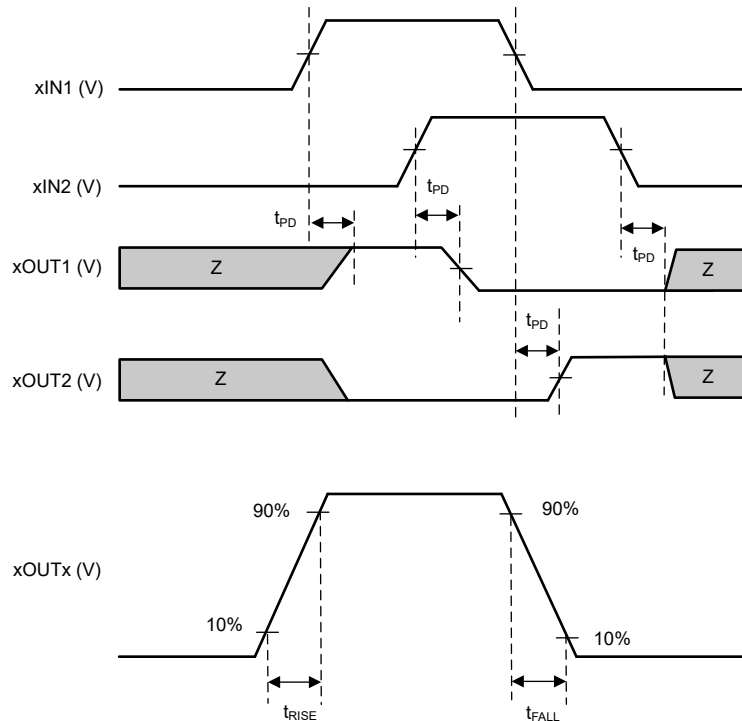 xIN1 (V)
xIN2 (V)
tPD
tPD
tPD
xOUT1 (V)
Z
Z
tPD
xOUT2 (V)
Z
Z
90%
90%
xOUTx (V)
10%
10%
tRISE
tFALL